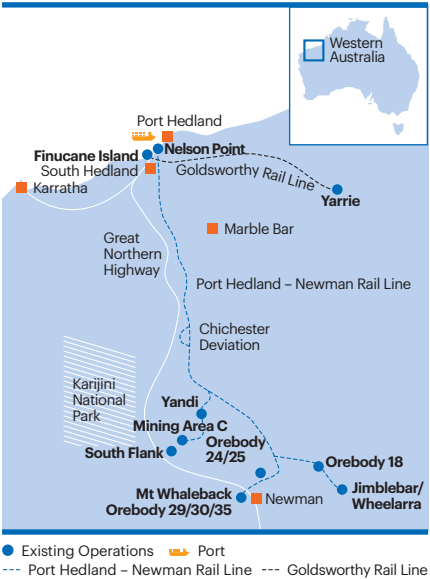 Western
Australia
Port Hedland
Nelson Point
Finucane Island
South Hedland
Goldsworthy Rail Line
Karratha
Yarrie
Marble Bar
Great
Northern
Highway
Port Hedland – Newman Rail Line
Chichester
Deviation
Karijini
National
Park
Yandi
Mining Area C
Orebody
24/25
South Flank
Orebody 18
Jimblebar/
Wheelarra
Mt Whaleback
Orebody 29/30/35
Newman
Existing Operations
Port
Port Hedland – Newman Rail Line
Goldsworthy Rail Line